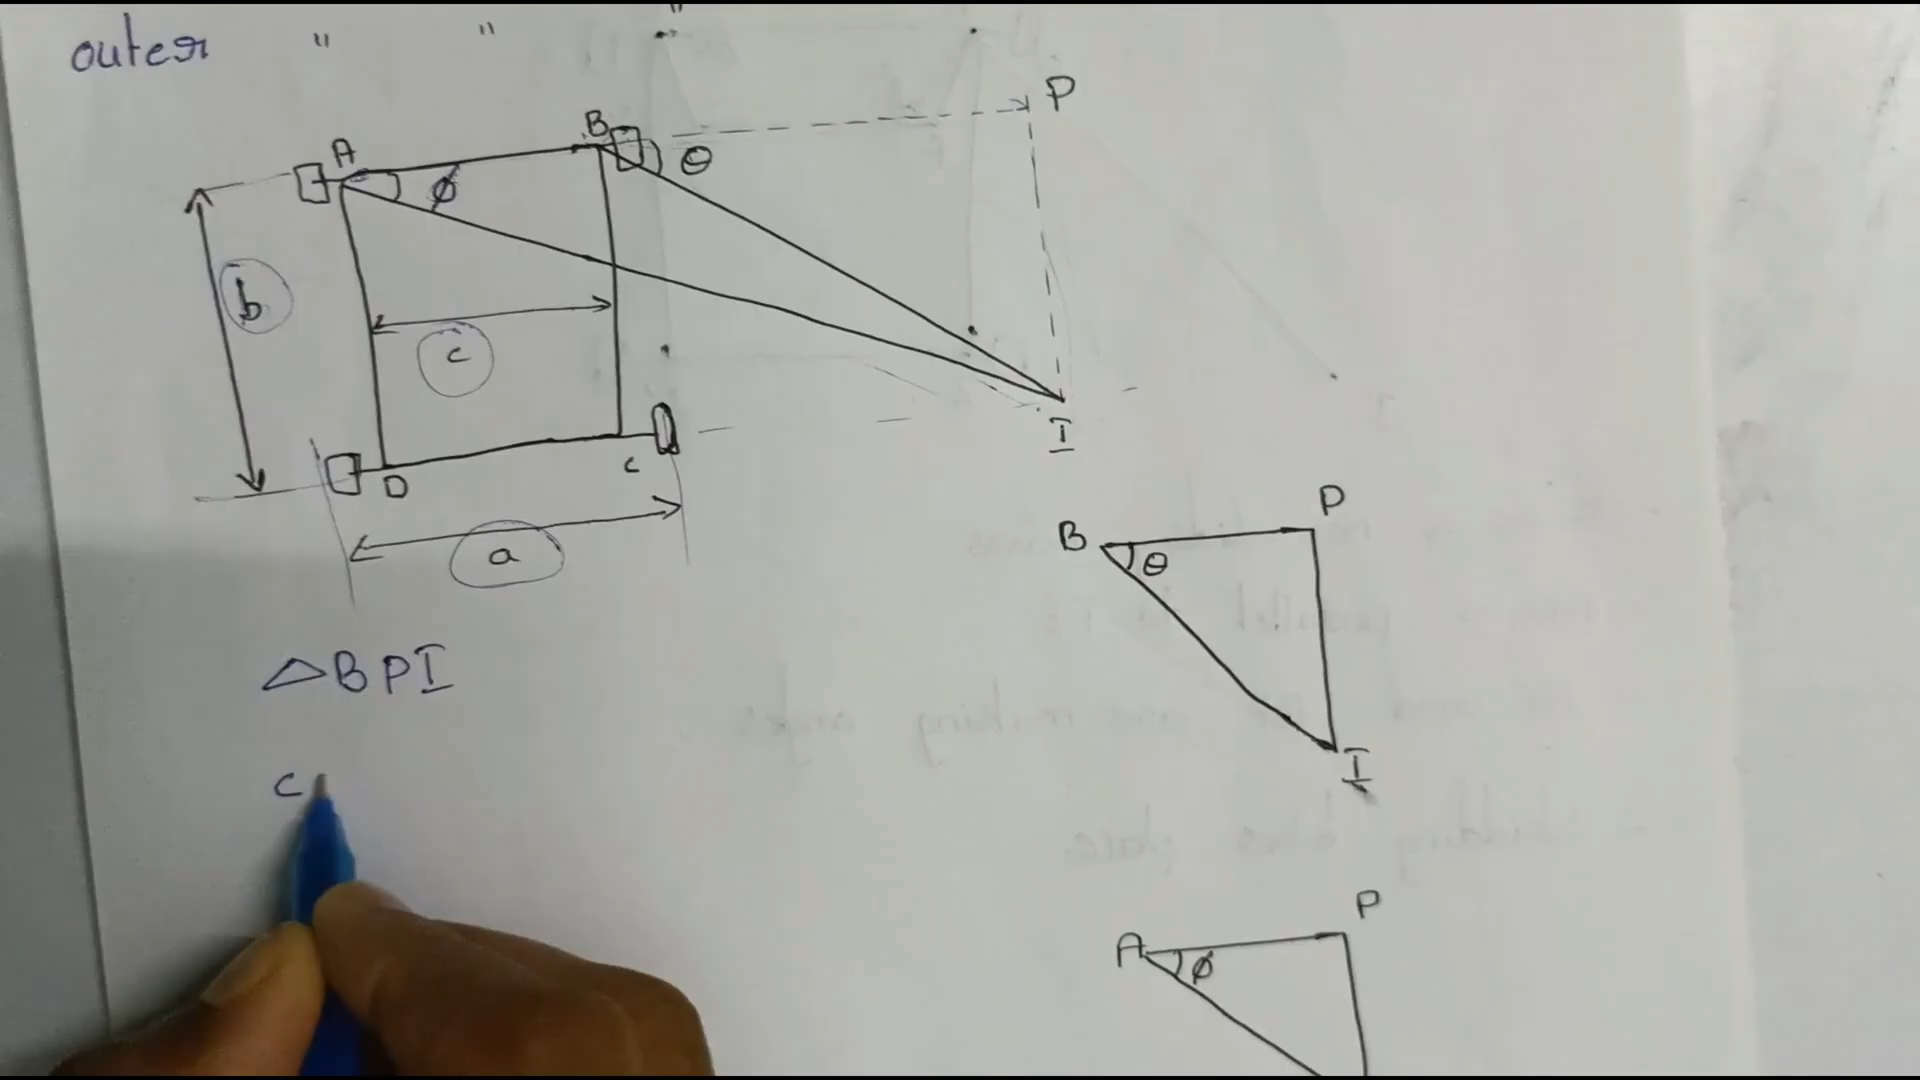 outer " " "
P
A B
φ θ
b
c
I
D c
a
P
B θ
△BPI
I
c
P
A φ